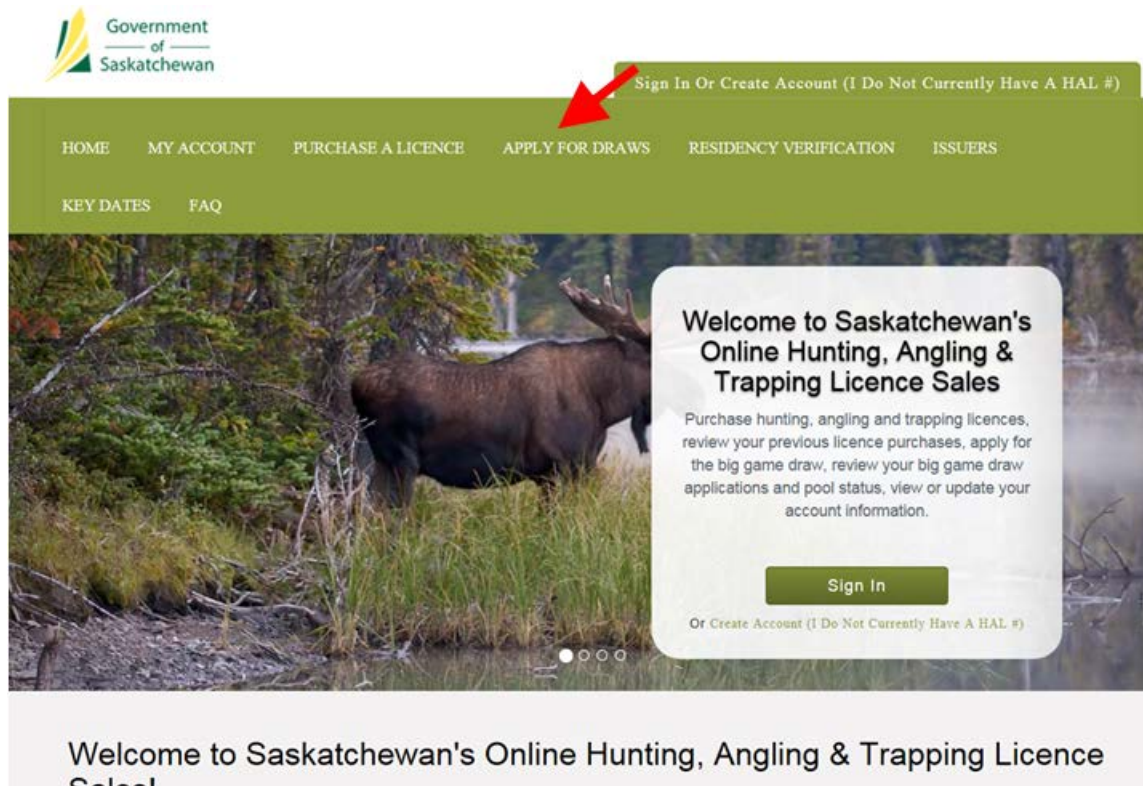 Government
of
Saskatchewan
Sign In Or Create Account (I Do Not Currently Have A HAL #)
HOME MY ACCOUNT PURCHASE A LICENCE APPLY FOR DRAWS RESIDENCY VERIFICATION ISSUERS
KEY DATES FAQ
Welcome to Saskatchewan's
Online Hunting, Angling &
Trapping Licence Sales
Purchase hunting, angling and trapping licences,
review your previous licence purchases, apply for
the big game draw, review your big game draw
applications and pool status, view or update your
account information.
Sign In
Or Create Account (I Do Not Currently Have A HAL #)
Welcome to Saskatchewan's Online Hunting, Angling & Trapping Licence
Sales!